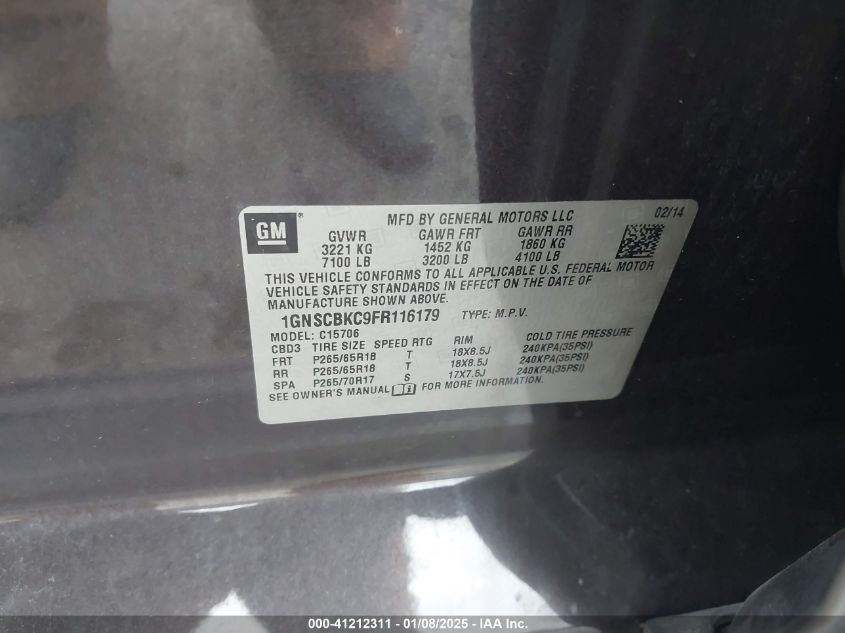 GM
®
MFD BY GENERAL MOTORS LLC 02/14
GVWR GAWR FRT GAWR RR
3221 KG 1452 KG 1860 KG
7100 LB 3200 LB 4100 LB
THIS VEHICLE CONFORMS TO ALL APPLICABLE U.S. FEDERAL MOTOR
VEHICLE SAFETY STANDARDS IN EFFECT ON THE DATE OF
MANUFACTURE SHOWN ABOVE.
1GNSCBKC9FR116179 TYPE: M.P.V.
MODEL: C15706
CBD3 TIRE SIZE SPEED RTG RIM COLD TIRE PRESSURE
FRT P265/65R18 T 18X8.5J 240KPA(35PSI)
RR P265/65R18 T 18X8.5J 240KPA(35PSI)
SPA P265/70R17 S 17X7.5J 240KPA(35PSI)
SEE OWNER'S MANUAL FOR MORE INFORMATION.
000-41212311 - 01/08/2025 - IAA Inc.